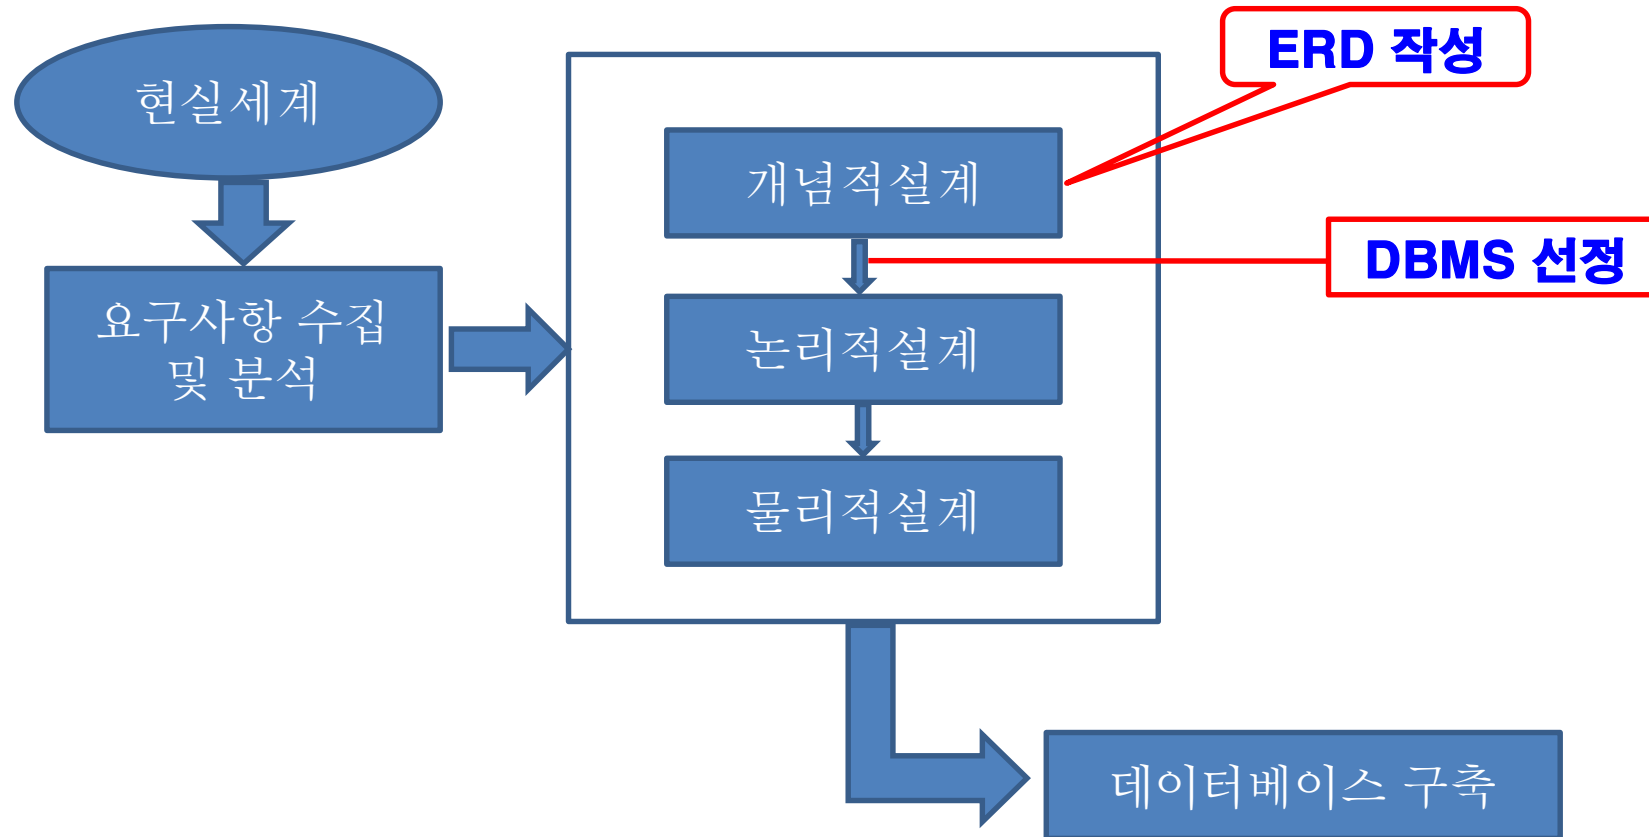 ERD 작성
현실세계
개념적설계
DBMS 선정
요구사항 수집
및 분석
논리적설계
물리적설계
데이터베이스 구축